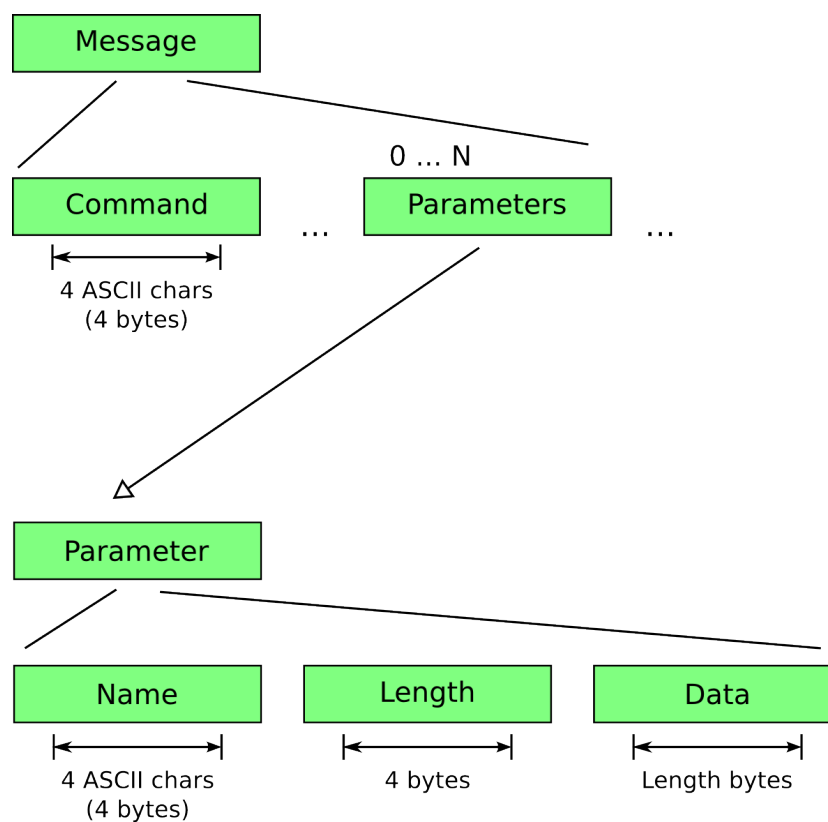 Message
0 ... N
Command
...
Parameters
...
4 ASCII chars
(4 bytes)
Parameter
Name
Length
Data
4 ASCII chars
(4 bytes)
4 bytes
Length bytes